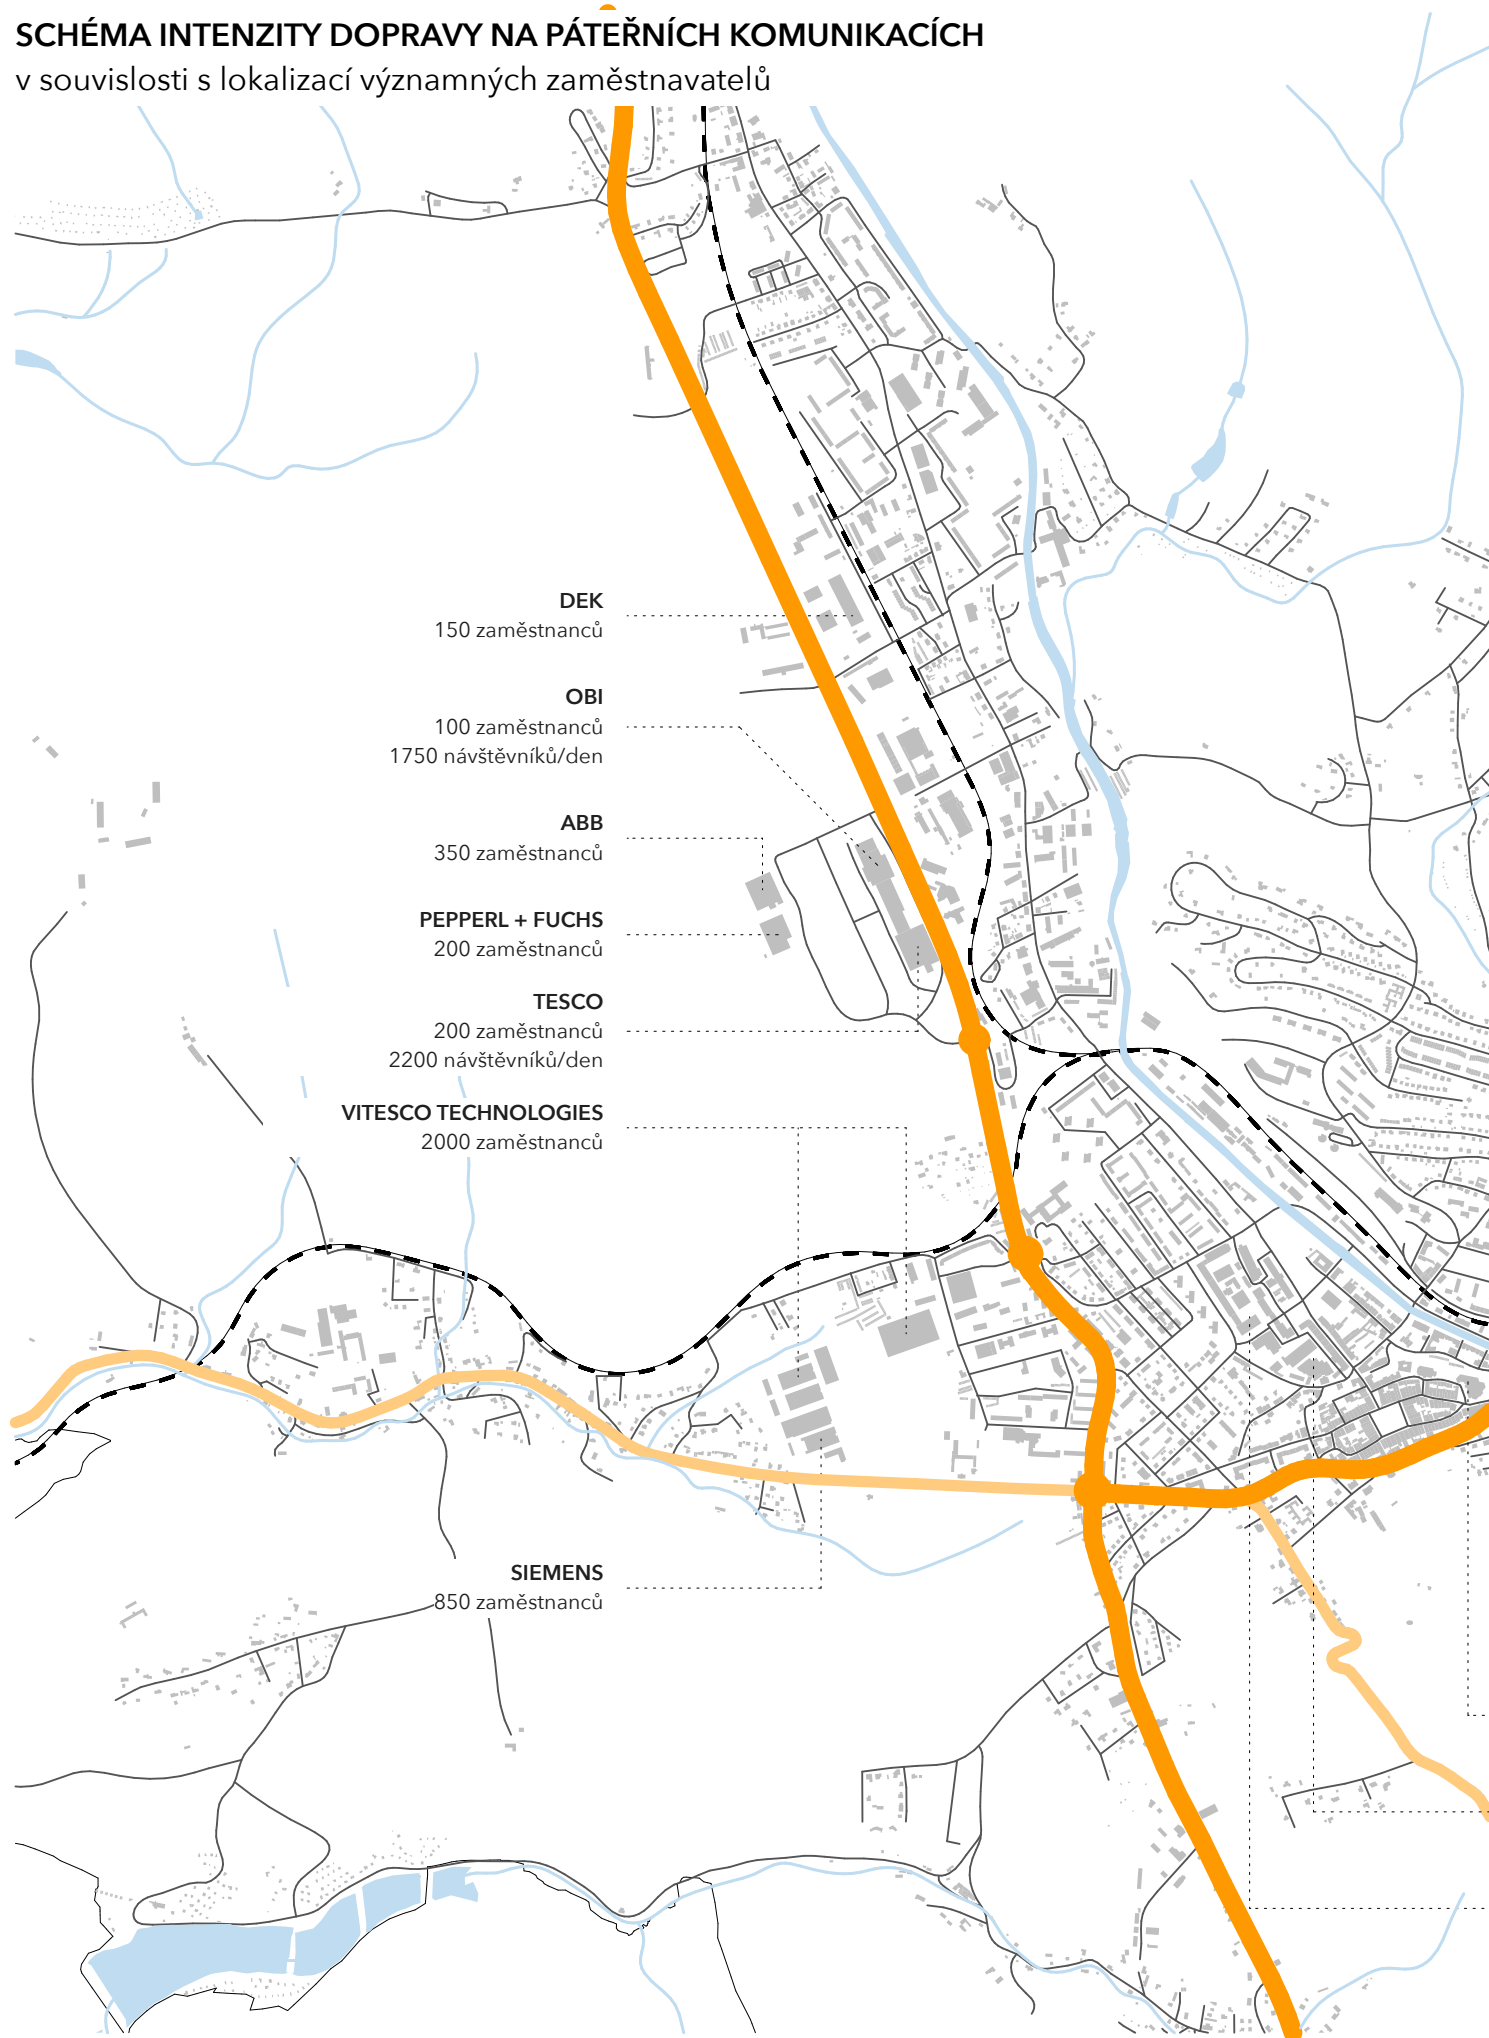 SCHÉMA INTENZITY DOPRAVY NA PÁTEŘNÍCH KOMUNIKACÍCH
v souvislosti s lokalizací významných zaměstnavatelů
DEK
150 zaměstnanců
OBI
100 zaměstnanců
1750 návštěvníků/den
ABB
350 zaměstnanců
PEPPERL + FUCHS
200 zaměstnanců
TESCO
200 zaměstnanců
2200 návštěvníků/den
VITESCO TECHNOLOGIES
2000 zaměstnanců
SIEMENS
850 zaměstnanců